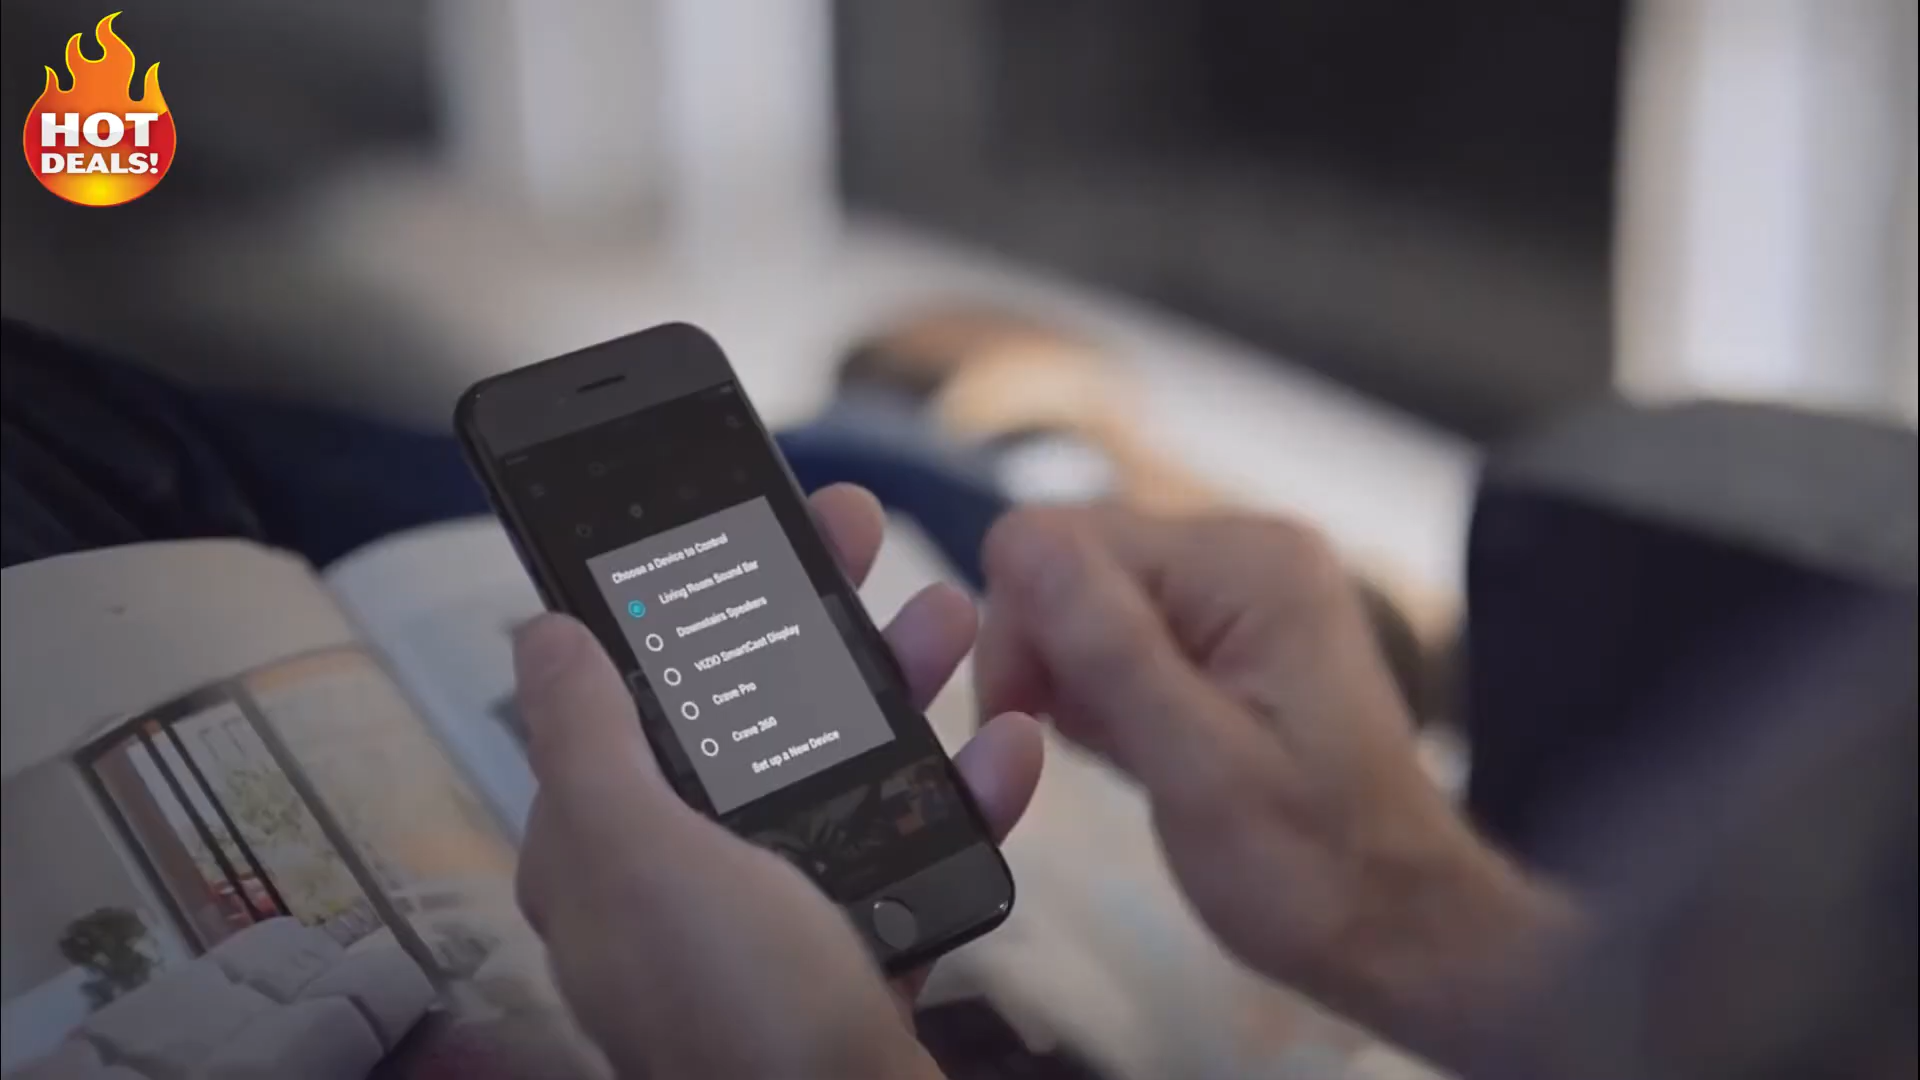 HOT
DEALS!
Choose a Device to Control
Living Room Sound Bar
Downstairs Speakers
VIZIO SmartCast Display
Crave Pro
Crave 360
Set up a New Device